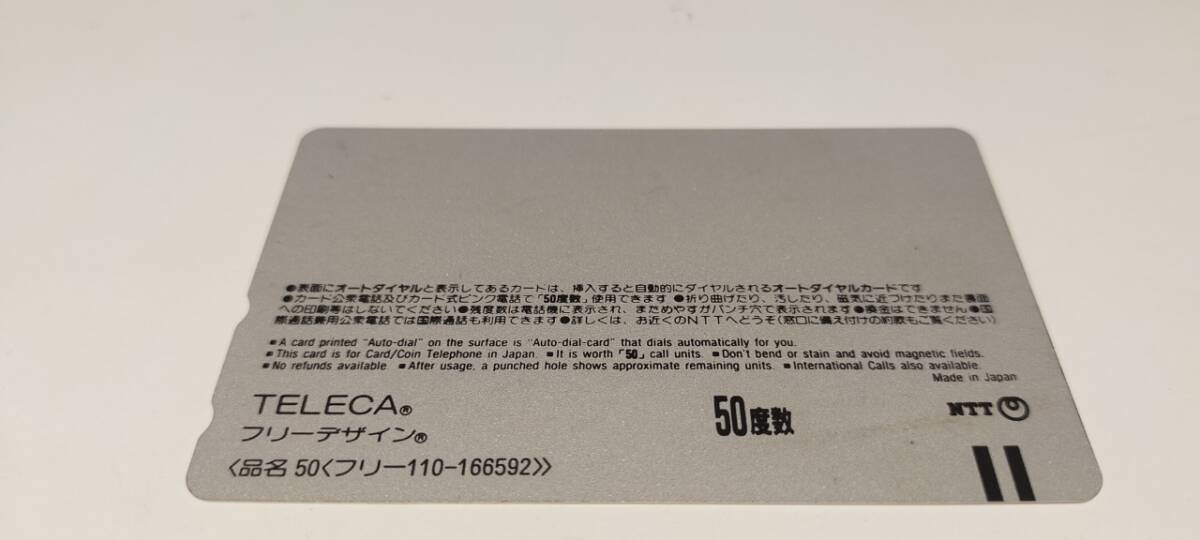 ●表面にオートダイヤルと表示してあるカードは、挿入すると自動的にダイヤルされるオートダイヤルカードです
●カード公衆電話及びカード式ピンク電話で「50度数」使用できます ●折り曲げたり、汚したり、磁気に近づけたりまた裏面
への印刷等はしないでください ●残度数は電話機に表示され、まためやすがパンチ穴で表示されます ●換金はできません ●国
際通話兼用公衆電話では国際通話も利用できます ●詳しくは、お近くのNTTへどうぞ(窓口に備え付けの約款もご覧ください)
■A card printed "Auto-dial" on the surface is "Auto-dial-card" that dials automatically for you.
■This card is for Card/Coin Telephone in Japan. ■It is worth「50」call units. ■Don't bend or stain and avoid magnetic fields.
■No refunds available. ■After usage, a punched hole shows approximate remaining units. ■International Calls also available.
Made in Japan
TELECA® 50度数 NTT
フリーデザイン®
〈品名 50〈フリー110-166592〉〉